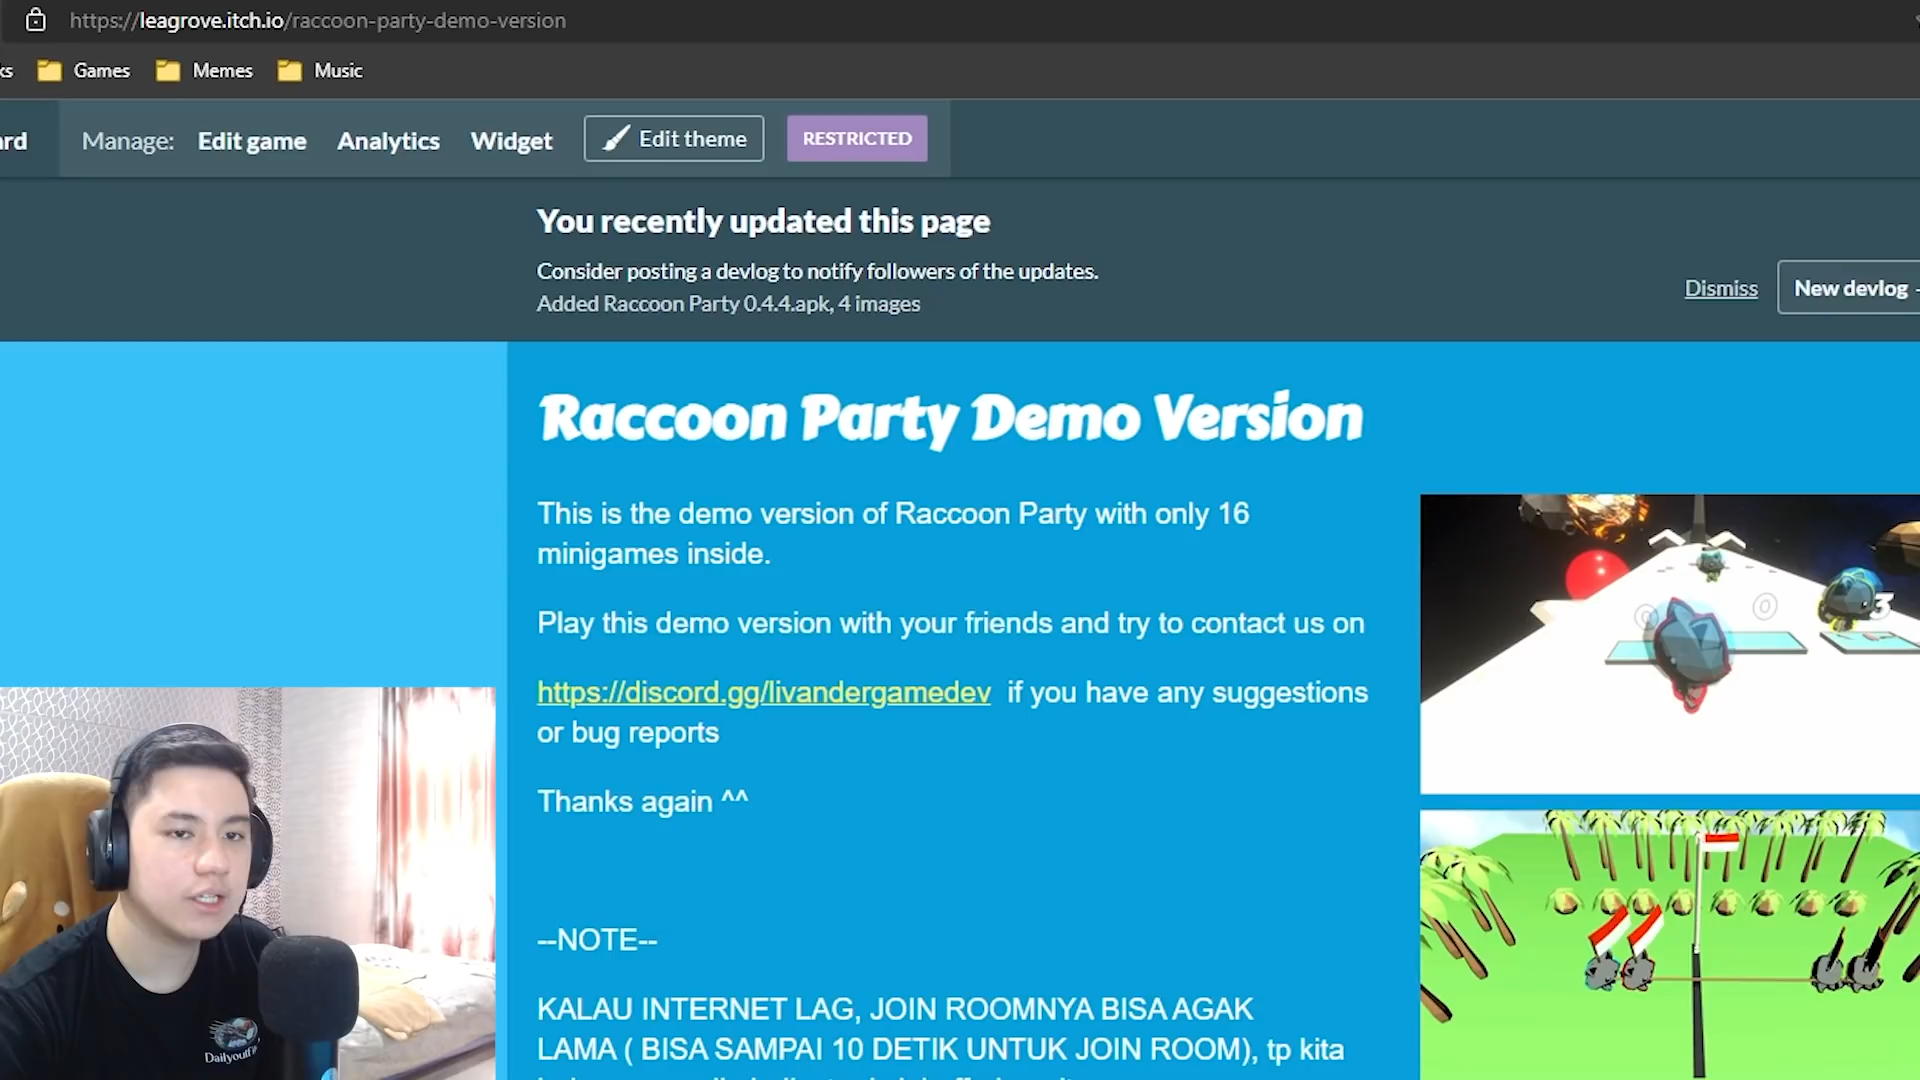 https://leagrove.itch.io/raccoon-party-demo-version
Games Memes Music
Manage: Edit game Analytics Widget Edit theme RESTRICTED
You recently updated this page
Consider posting a devlog to notify followers of the updates.
Added Raccoon Party 0.4.4.apk, 4 images
Dismiss New devlog
Raccoon Party Demo Version
This is the demo version of Raccoon Party with only 16
minigames inside.
Play this demo version with your friends and try to contact us on
https://discord.gg/livandergamedev if you have any suggestions
or bug reports
Thanks again ^^
--NOTE--
KALAU INTERNET LAG, JOIN ROOMNYA BISA AGAK
LAMA ( BISA SAMPAI 10 DETIK UNTUK JOIN ROOM), tp kita
0
0
3